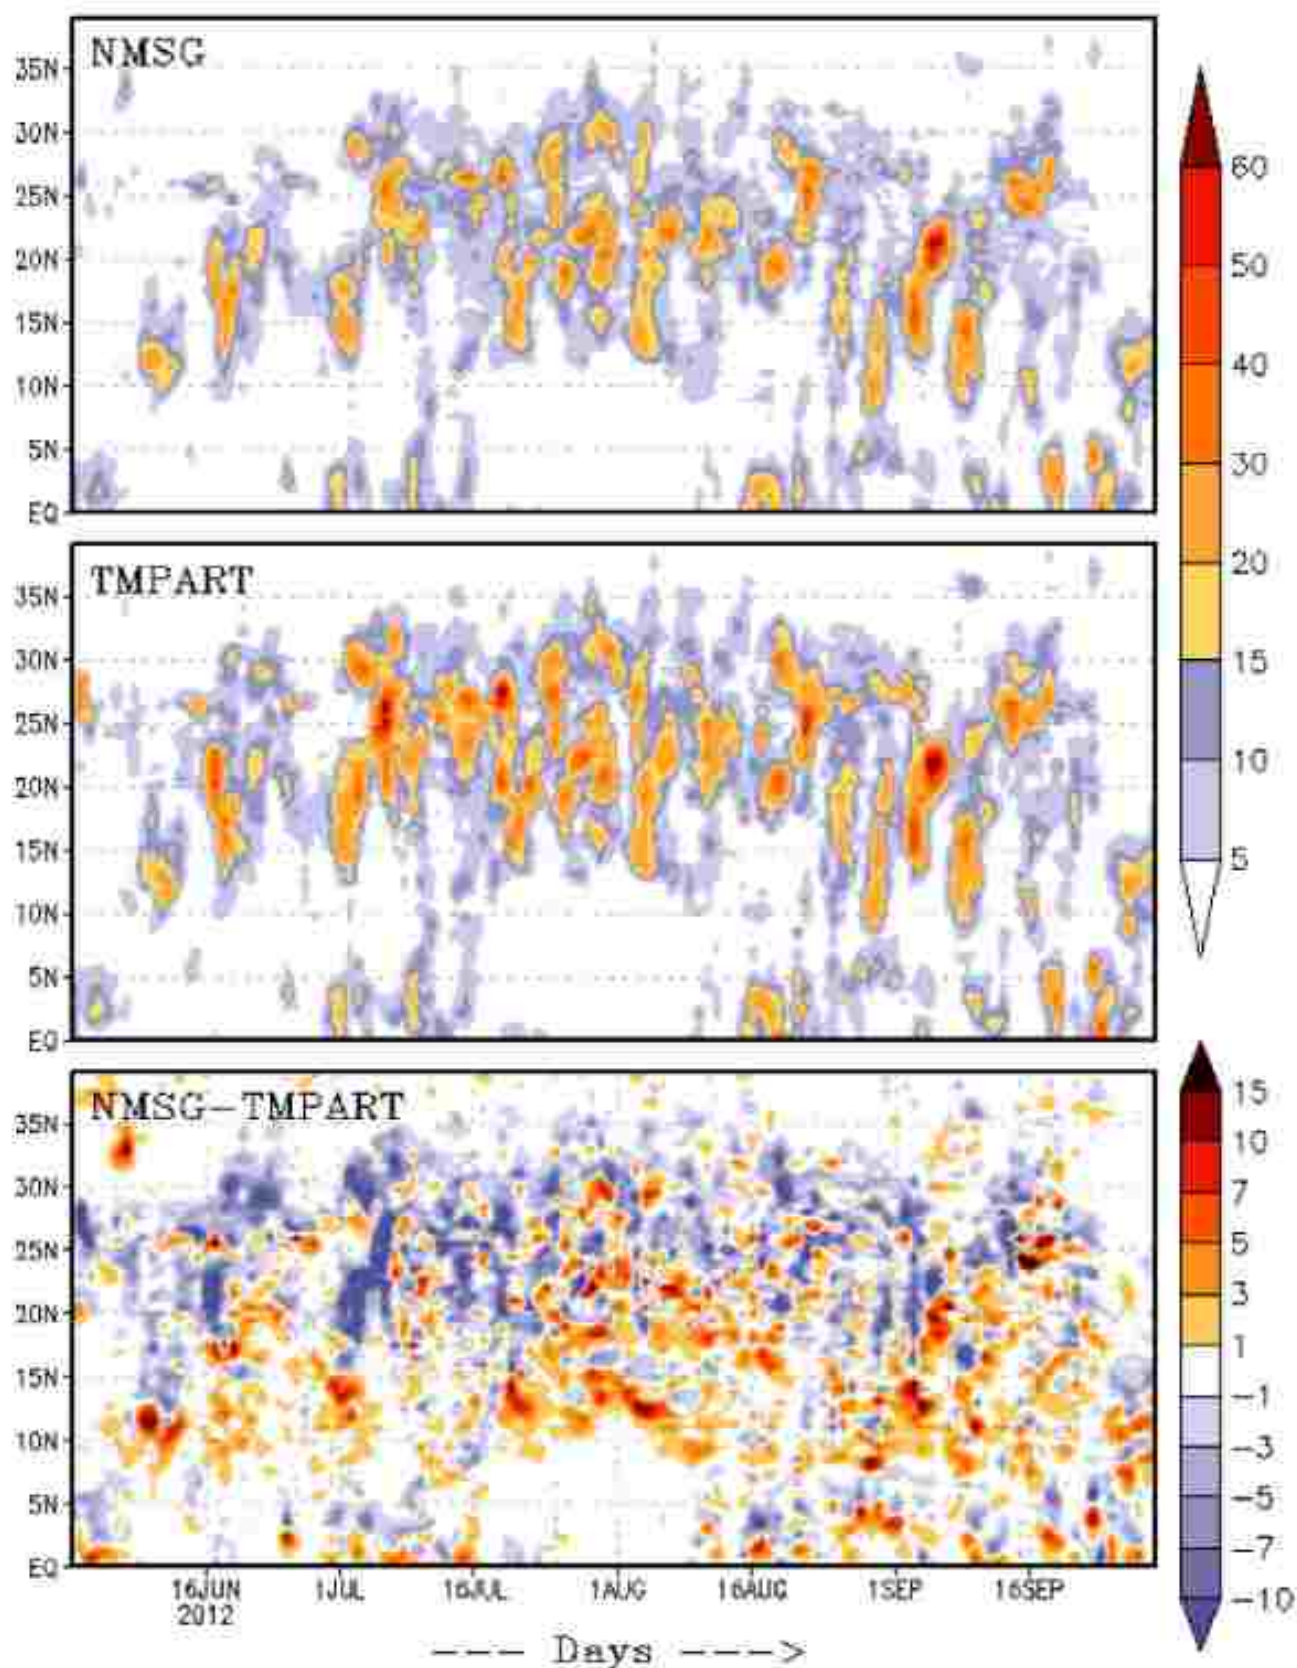 NMSG
35N
30N
25N
20N
15N
10N
5N
EQ
60
50
40
30
20
15
10
5
TMPART
35N
30N
25N
20N
15N
10N
5N
EQ
NMSG-TMPART
35N
30N
25N
20N
15N
10N
5N
EQ
15
10
7
5
3
1
-1
-3
-5
-7
-10
16JUN 1JUL 16JUL 1AUG 16AUG 1SEP 16SEP
2012
--- Days --->